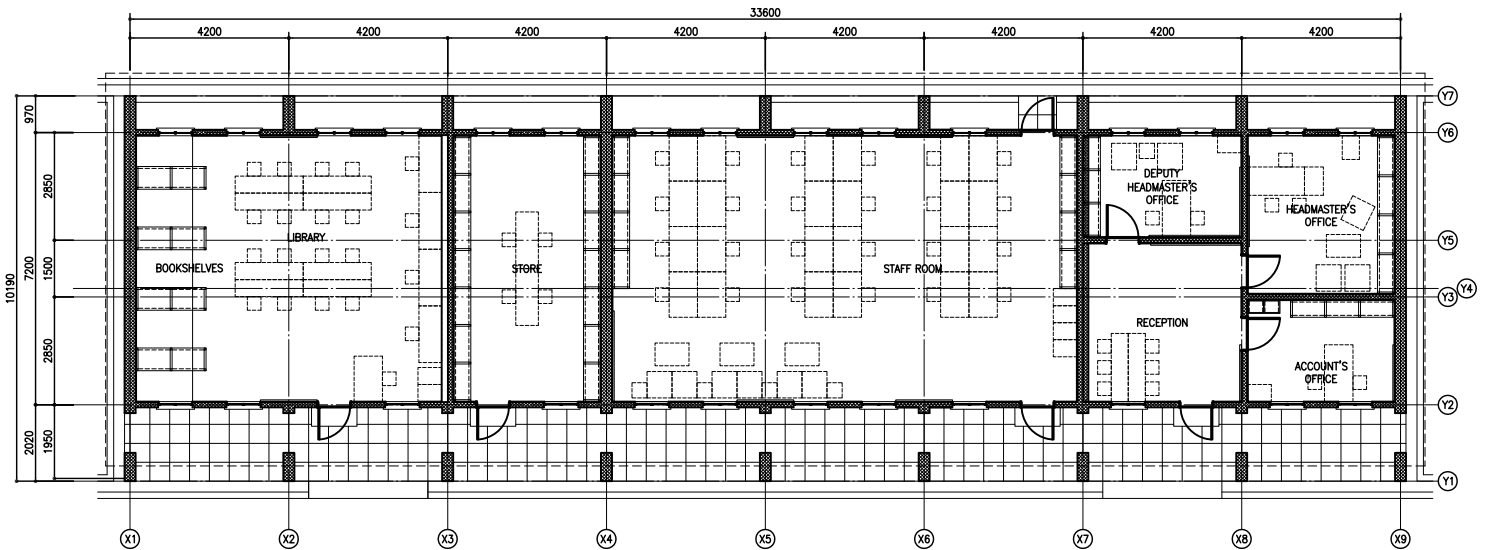 33600
4200 4200 4200 4200 4200 4200 4200 4200
Y7
970
Y6
2850
DEPUTY
HEADMASTER'S
OFFICE
HEADMASTER'S
OFFICE
LIBRARY
Y5
BOOKSHELVES
STORE
STAFF ROOM
10190
7200
1500
Y4
Y3
RECEPTION
2850
ACCOUNT'S
OFFICE
Y2
2020
1950
Y1
X1 X2 X3 X4 X5 X6 X7 X8 X9